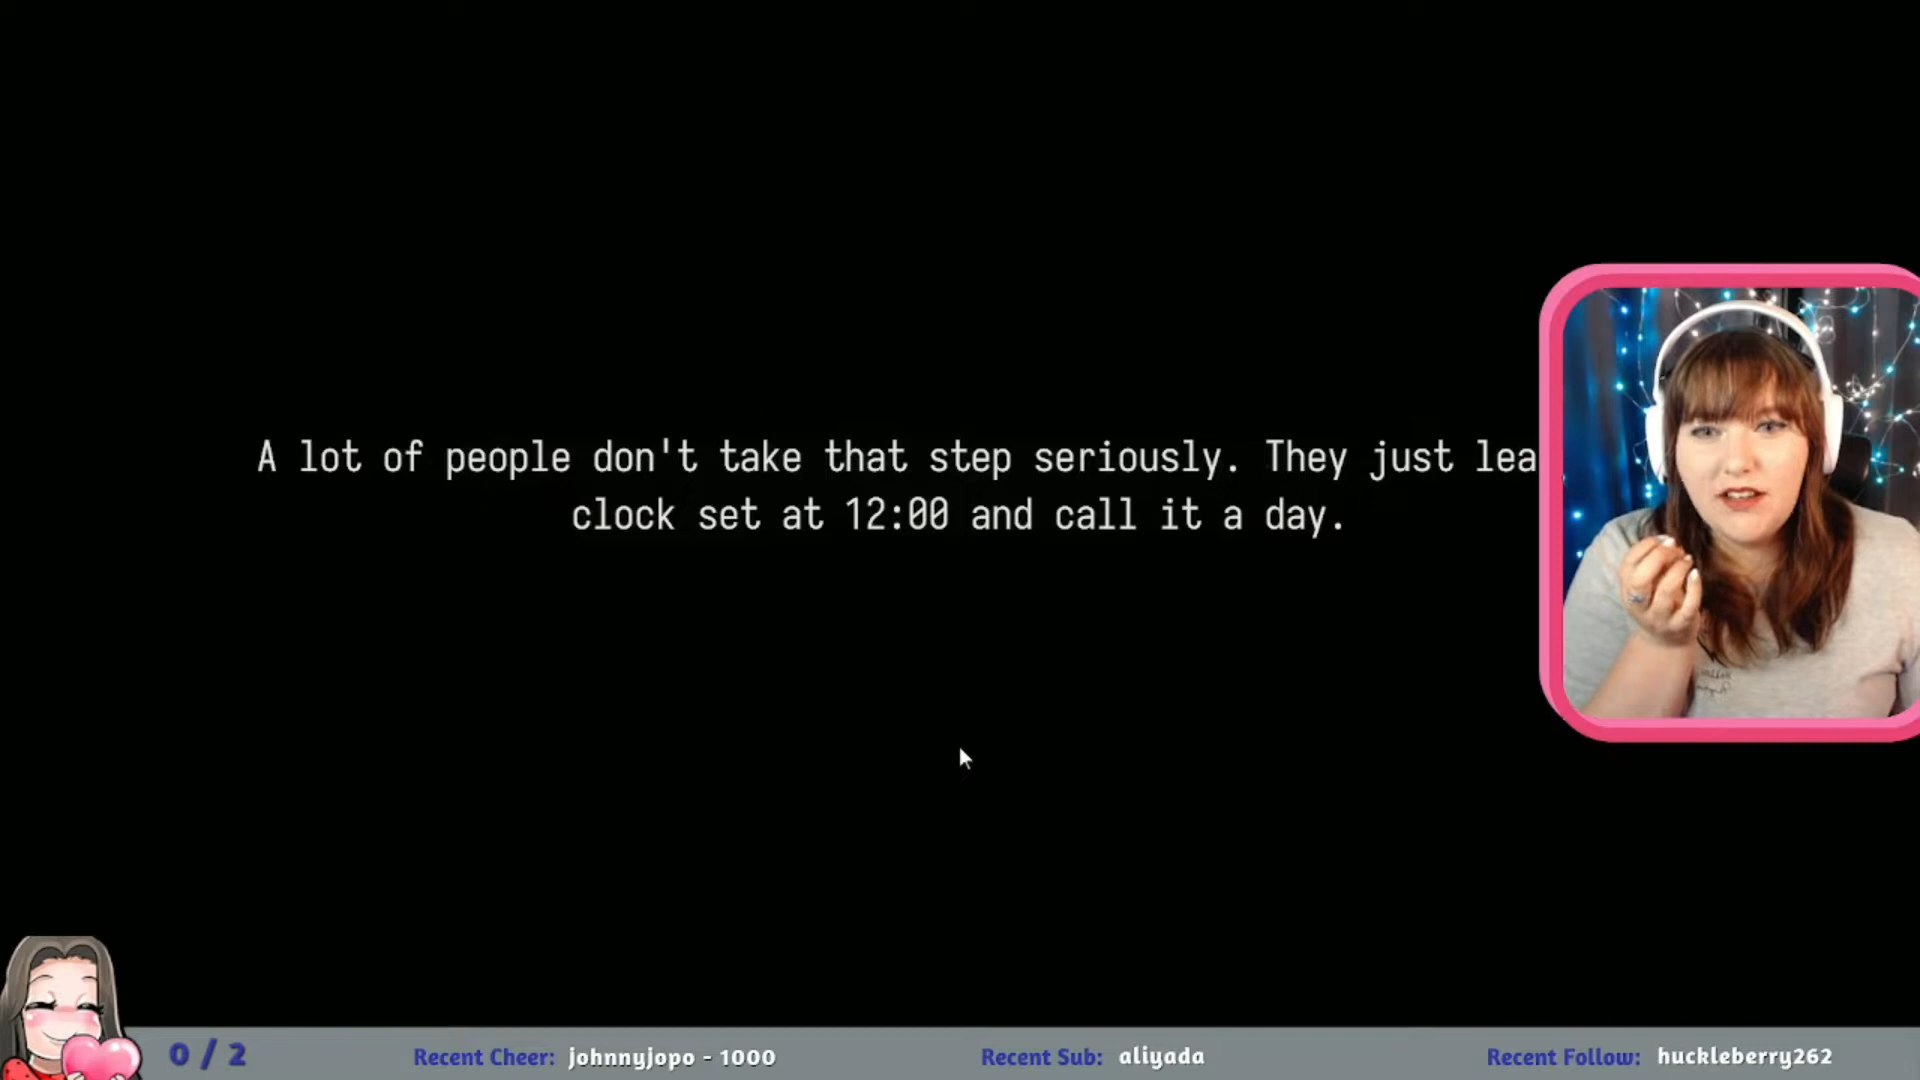 A lot of people don't take that step seriously. They just lea
clock set at 12:00 and call it a day.
0 / 2
Recent Cheer: johnnyjopo - 1000
Recent Sub: aliyada
Recent Follow: huckleberry262